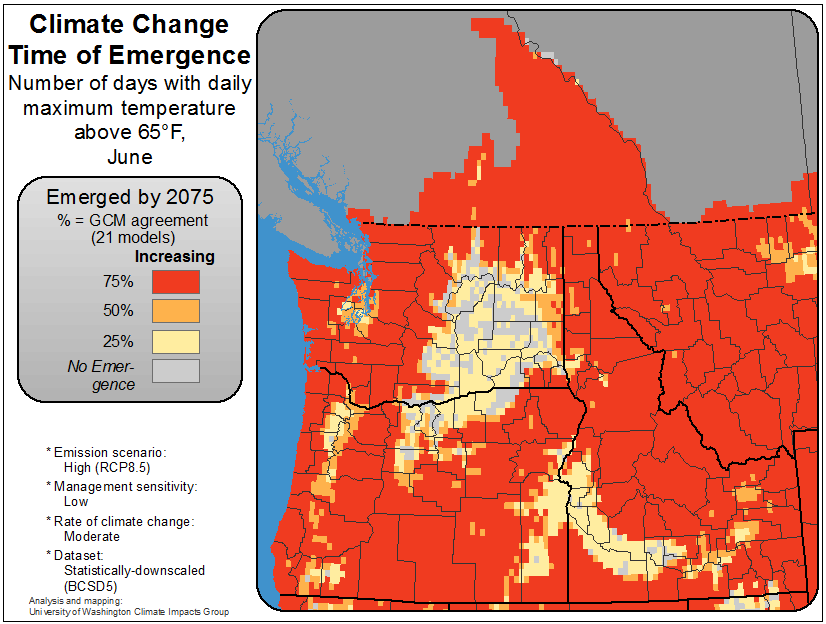 Climate Change
Time of Emergence
Number of days with daily
maximum temperature
above 65°F,
June
Emerged by 2075
% = GCM agreement
(21 models)
Increasing
75%
50%
25%
No Emer-
gence
* Emission scenario:
High (RCP8.5)
* Management sensitivity:
Low
* Rate of climate change:
Moderate
* Dataset:
Statistically-downscaled
(BCSD5)
Analysis and mapping:
University of Washington Climate Impacts Group